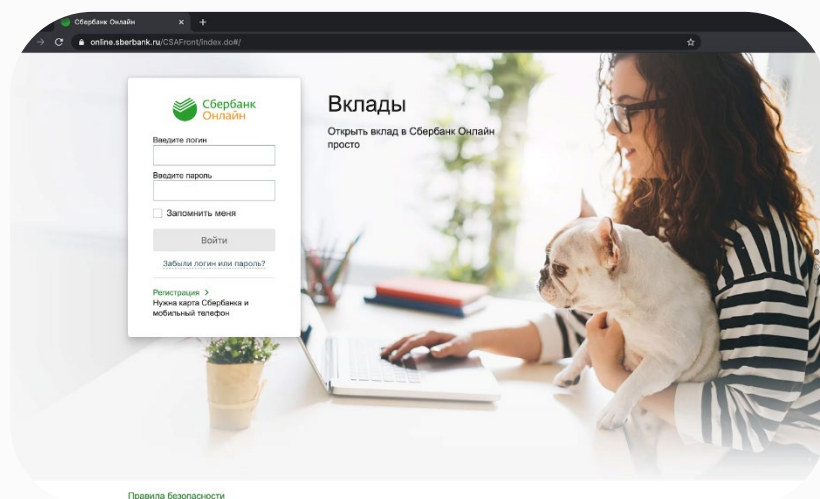 Сбербанк Онлайн
online.sberbank.ru/CSAFront/index.do#/
Сбербанк
Онлайн
Введите логин
Введите пароль
Запомнить меня
Войти
Забыли логин или пароль?
Регистрация
Нужна карта Сбербанка и
мобильный телефон
Вклады
Открыть вклад в Сбербанк Онлайн
просто
Правила безопасности